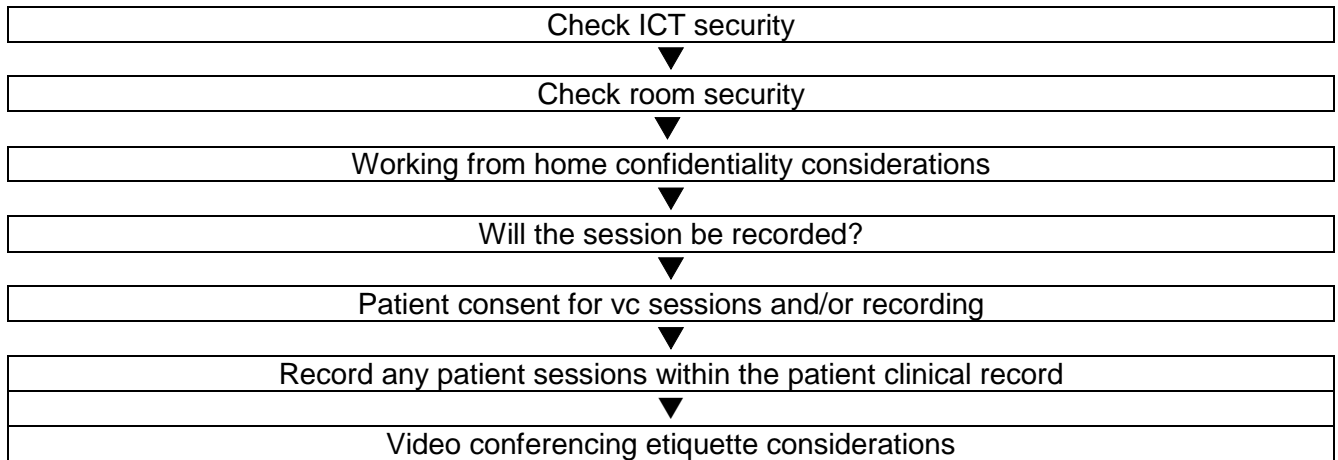 Check ICT security
Check room security
Working from home confidentiality considerations
Will the session be recorded?
Patient consent for vc sessions and/or recording
Record any patient sessions within the patient clinical record
Video conferencing etiquette considerations